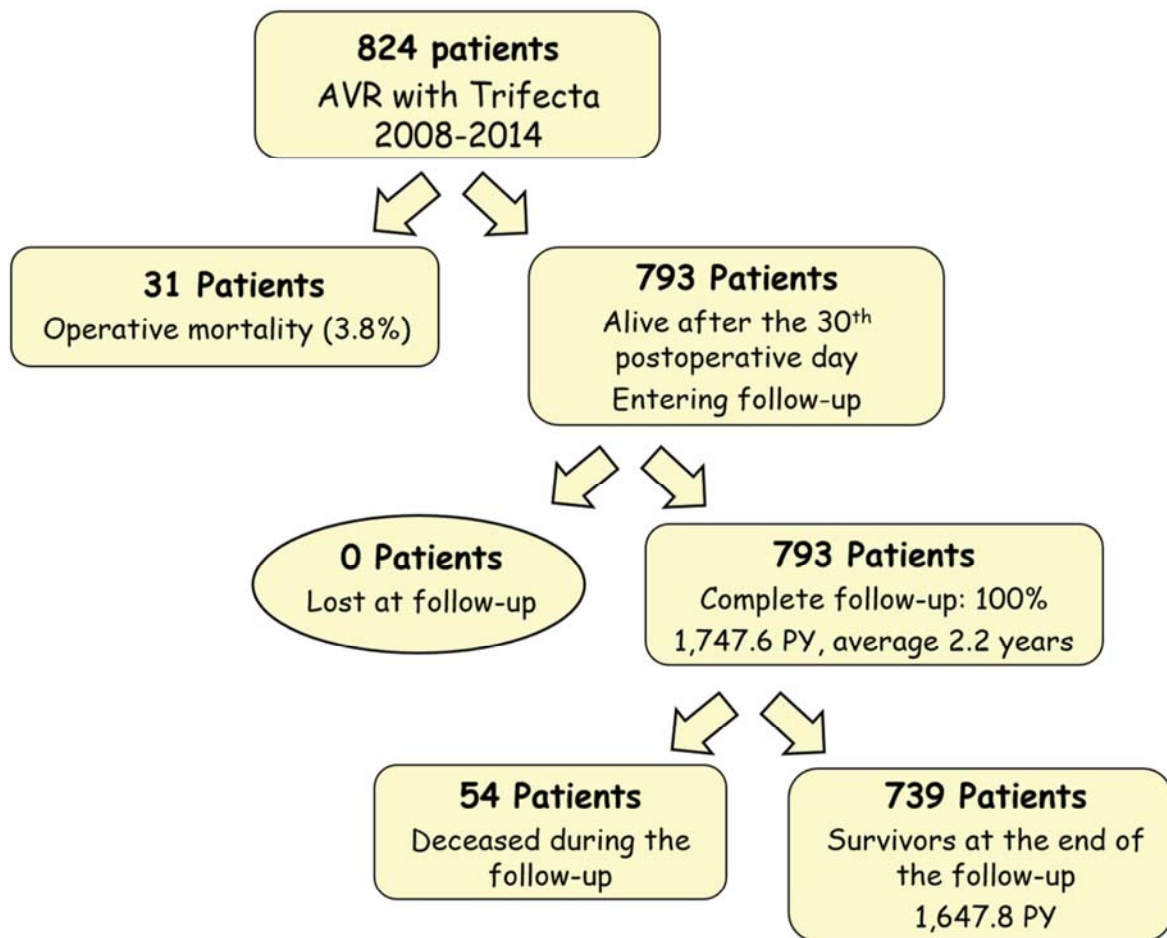 824 patients
AVR with Trifecta
2008-2014
31 Patients
Operative mortality (3.8%)
793 Patients
Alive after the 30th
postoperative day
Entering follow-up
0 Patients
Lost at follow-up
793 Patients
Complete follow-up: 100%
1,747.6 PY, average 2.2 years
54 Patients
Deceased during the
follow-up
739 Patients
Survivors at the end of
the follow-up
1,647.8 PY